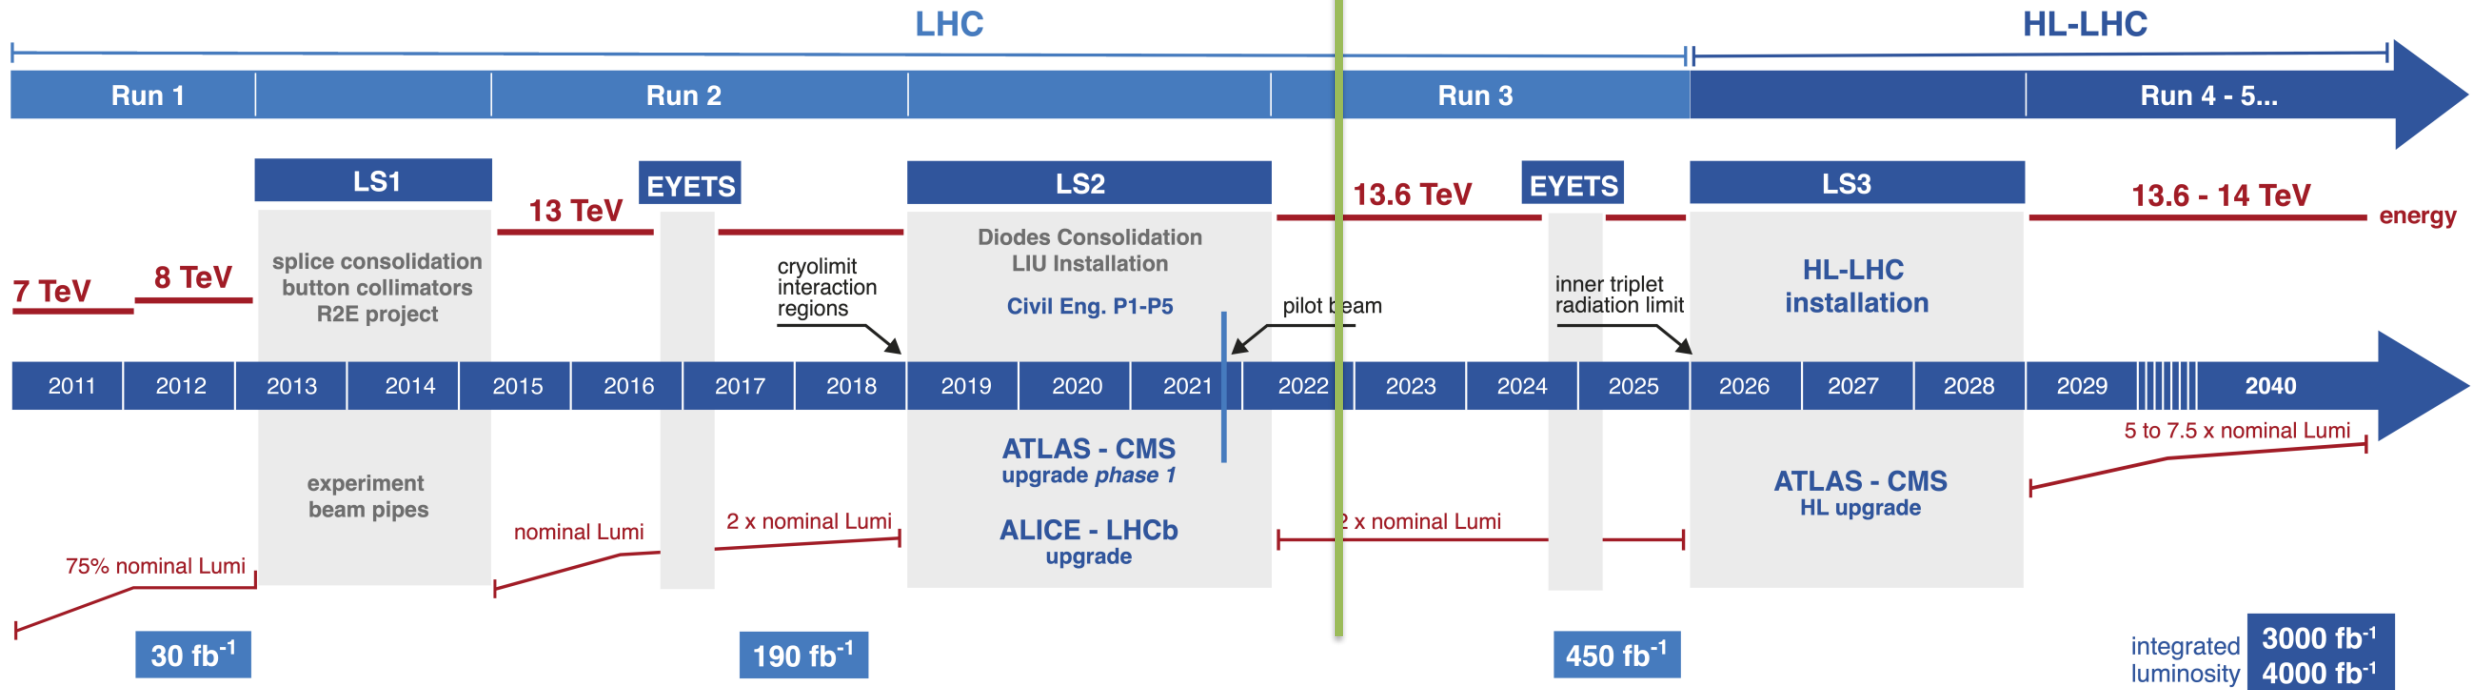 LHC
HL-LHC
Run 1
Run 2
Run 3
Run 4 - 5...
LS1
EYETS
LS2
EYETS
LS3
13 TeV
13.6 TeV
13.6 - 14 TeV
energy
7 TeV
8 TeV
splice consolidation
button collimators
R2E project
cryolimit
interaction
regions
Diodes Consolidation
LIU Installation
Civil Eng. P1-P5
pilot beam
inner triplet
radiation limit
HL-LHC
installation
2011
2012
2013
2014
2015
2016
2017
2018
2019
2020
2021
2022
2023
2024
2025
2026
2027
2028
2029
2040
experiment
beam pipes
ATLAS - CMS
upgrade phase 1
ALICE - LHCb
upgrade
ATLAS - CMS
HL upgrade
5 to 7.5 x nominal Lumi
75% nominal Lumi
nominal Lumi
2 x nominal Lumi
2 x nominal Lumi
30 fb⁻¹
190 fb⁻¹
450 fb⁻¹
integrated
luminosity
3000 fb⁻¹
4000 fb⁻¹